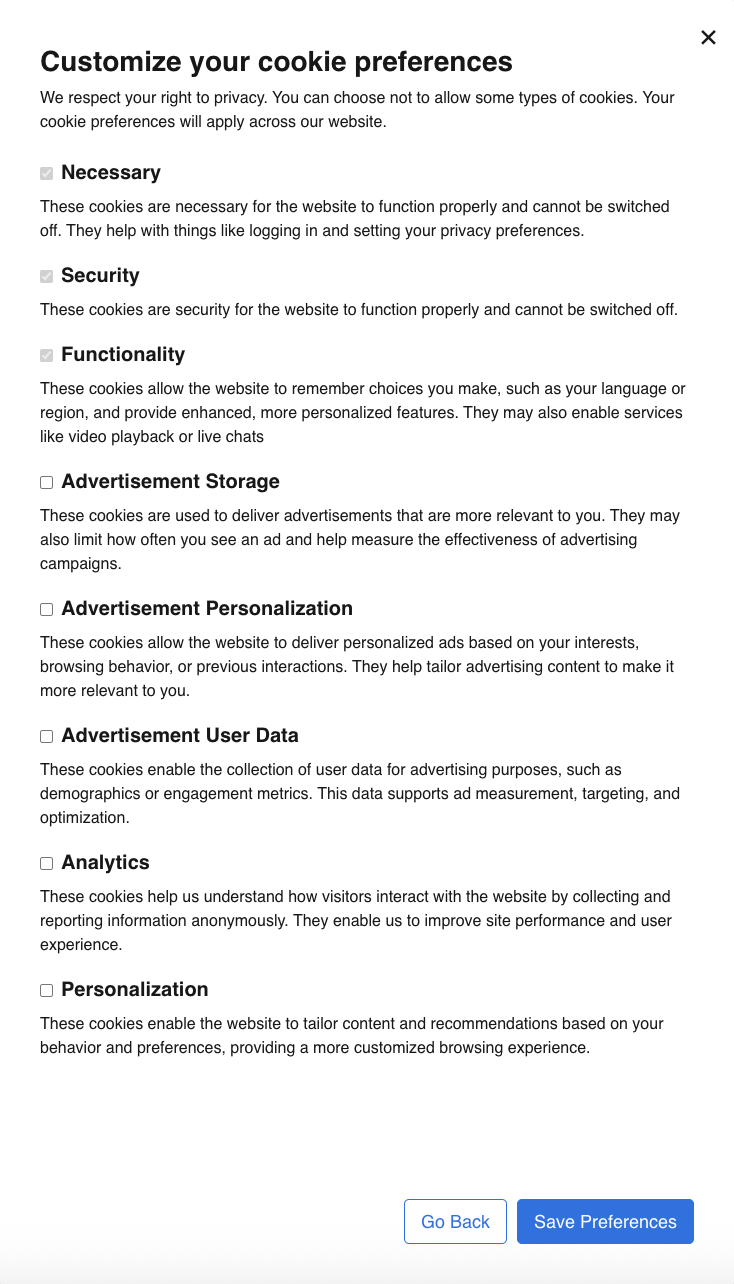 ✕
Customize your cookie preferences
We respect your right to privacy. You can choose not to allow some types of cookies. Your
cookie preferences will apply across our website.
Necessary
These cookies are necessary for the website to function properly and cannot be switched
off. They help with things like logging in and setting your privacy preferences.
Security
These cookies are security for the website to function properly and cannot be switched off.
Functionality
These cookies allow the website to remember choices you make, such as your language or
region, and provide enhanced, more personalized features. They may also enable services
like video playback or live chats
Advertisement Storage
These cookies are used to deliver advertisements that are more relevant to you. They may
also limit how often you see an ad and help measure the effectiveness of advertising
campaigns.
Advertisement Personalization
These cookies allow the website to deliver personalized ads based on your interests,
browsing behavior, or previous interactions. They help tailor advertising content to make it
more relevant to you.
Advertisement User Data
These cookies enable the collection of user data for advertising purposes, such as
demographics or engagement metrics. This data supports ad measurement, targeting, and
optimization.
Analytics
These cookies help us understand how visitors interact with the website by collecting and
reporting information anonymously. They enable us to improve site performance and user
experience.
Personalization
These cookies enable the website to tailor content and recommendations based on your
behavior and preferences, providing a more customized browsing experience.
Go Back
Save Preferences